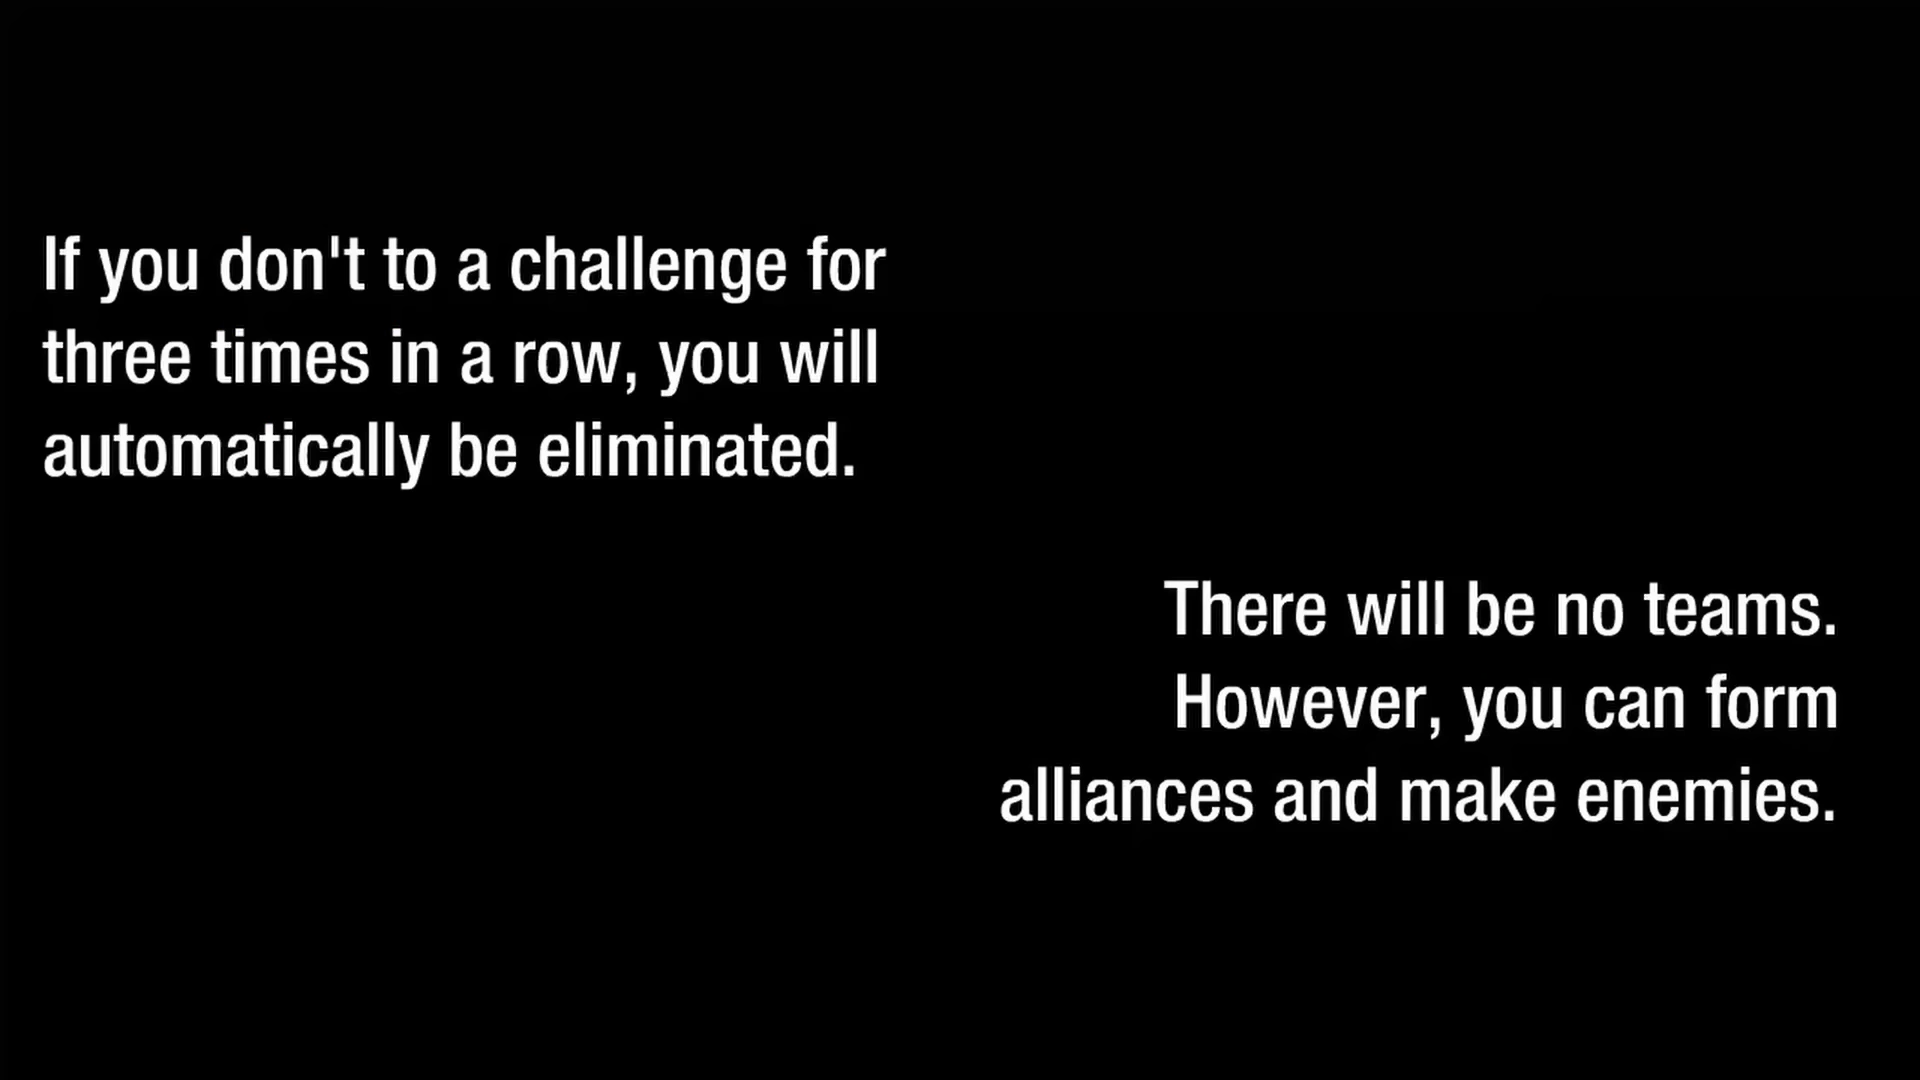 If you don't to a challenge for
three times in a row, you will
automatically be eliminated.
There will be no teams.
However, you can form
alliances and make enemies.